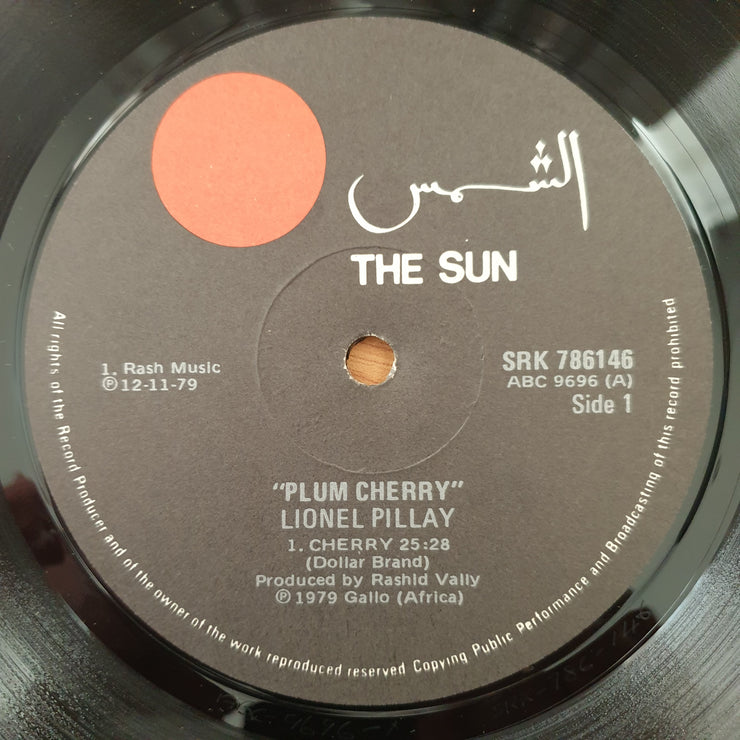 الشمس
THE SUN
1. Rash Music
℗12-11-79
SRK 786146
ABC 9696 (A)
Side 1
"PLUM CHERRY"
LIONEL PILLAY
1. CHERRY 25:28
(Dollar Brand)
Produced by Rashid Vally
℗ 1979 Gallo (Africa)
All rights of the Record Producer and of the owner of the work reproduced reserved Copying Public Performance and Broadcasting of this record prohibited